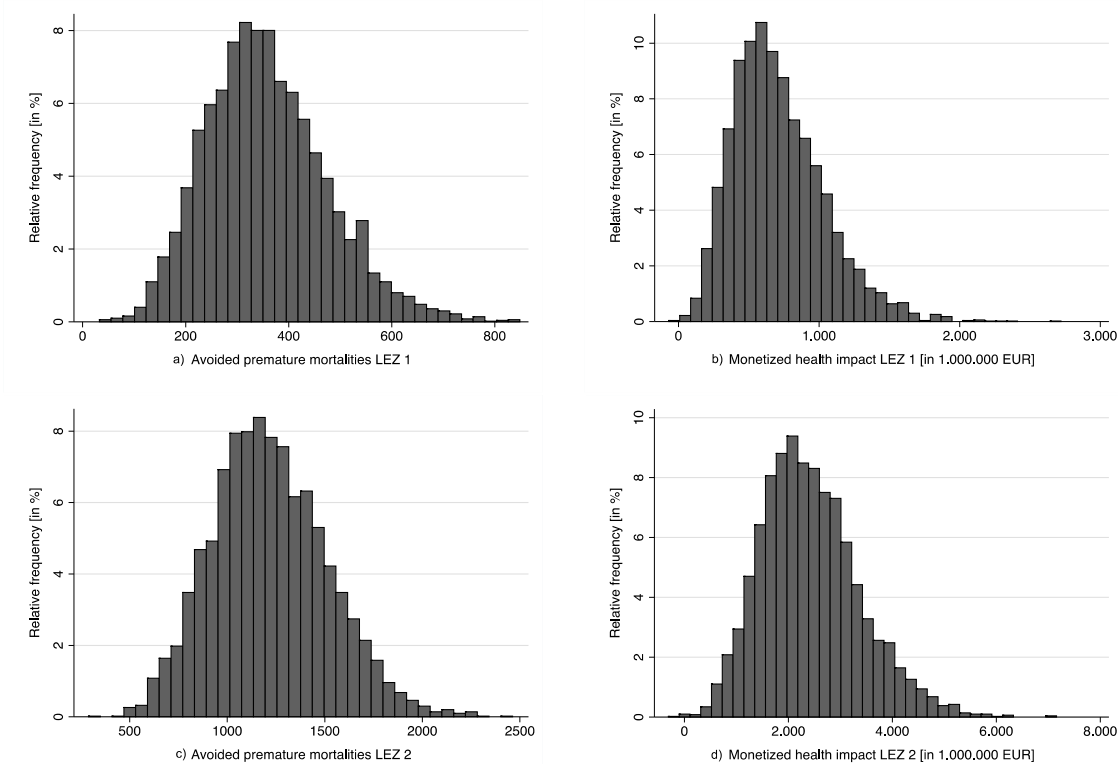 Relative frequency [in %]
8
6
4
2
0
0 200 400 600 800
a) Avoided premature mortalities LEZ 1
Relative frequency [in %]
10
8
6
4
2
0
0 1.000 2.000 3.000
b) Monetized health impact LEZ 1 [in 1.000.000 EUR]
Relative frequency [in %]
8
6
4
2
0
500 1000 1500 2000 2500
c) Avoided premature mortalities LEZ 2
Relative frequency [in %]
10
8
6
4
2
0
0 2.000 4.000 6.000 8.000
d) Monetized health impact LEZ 2 [in 1.000.000 EUR]